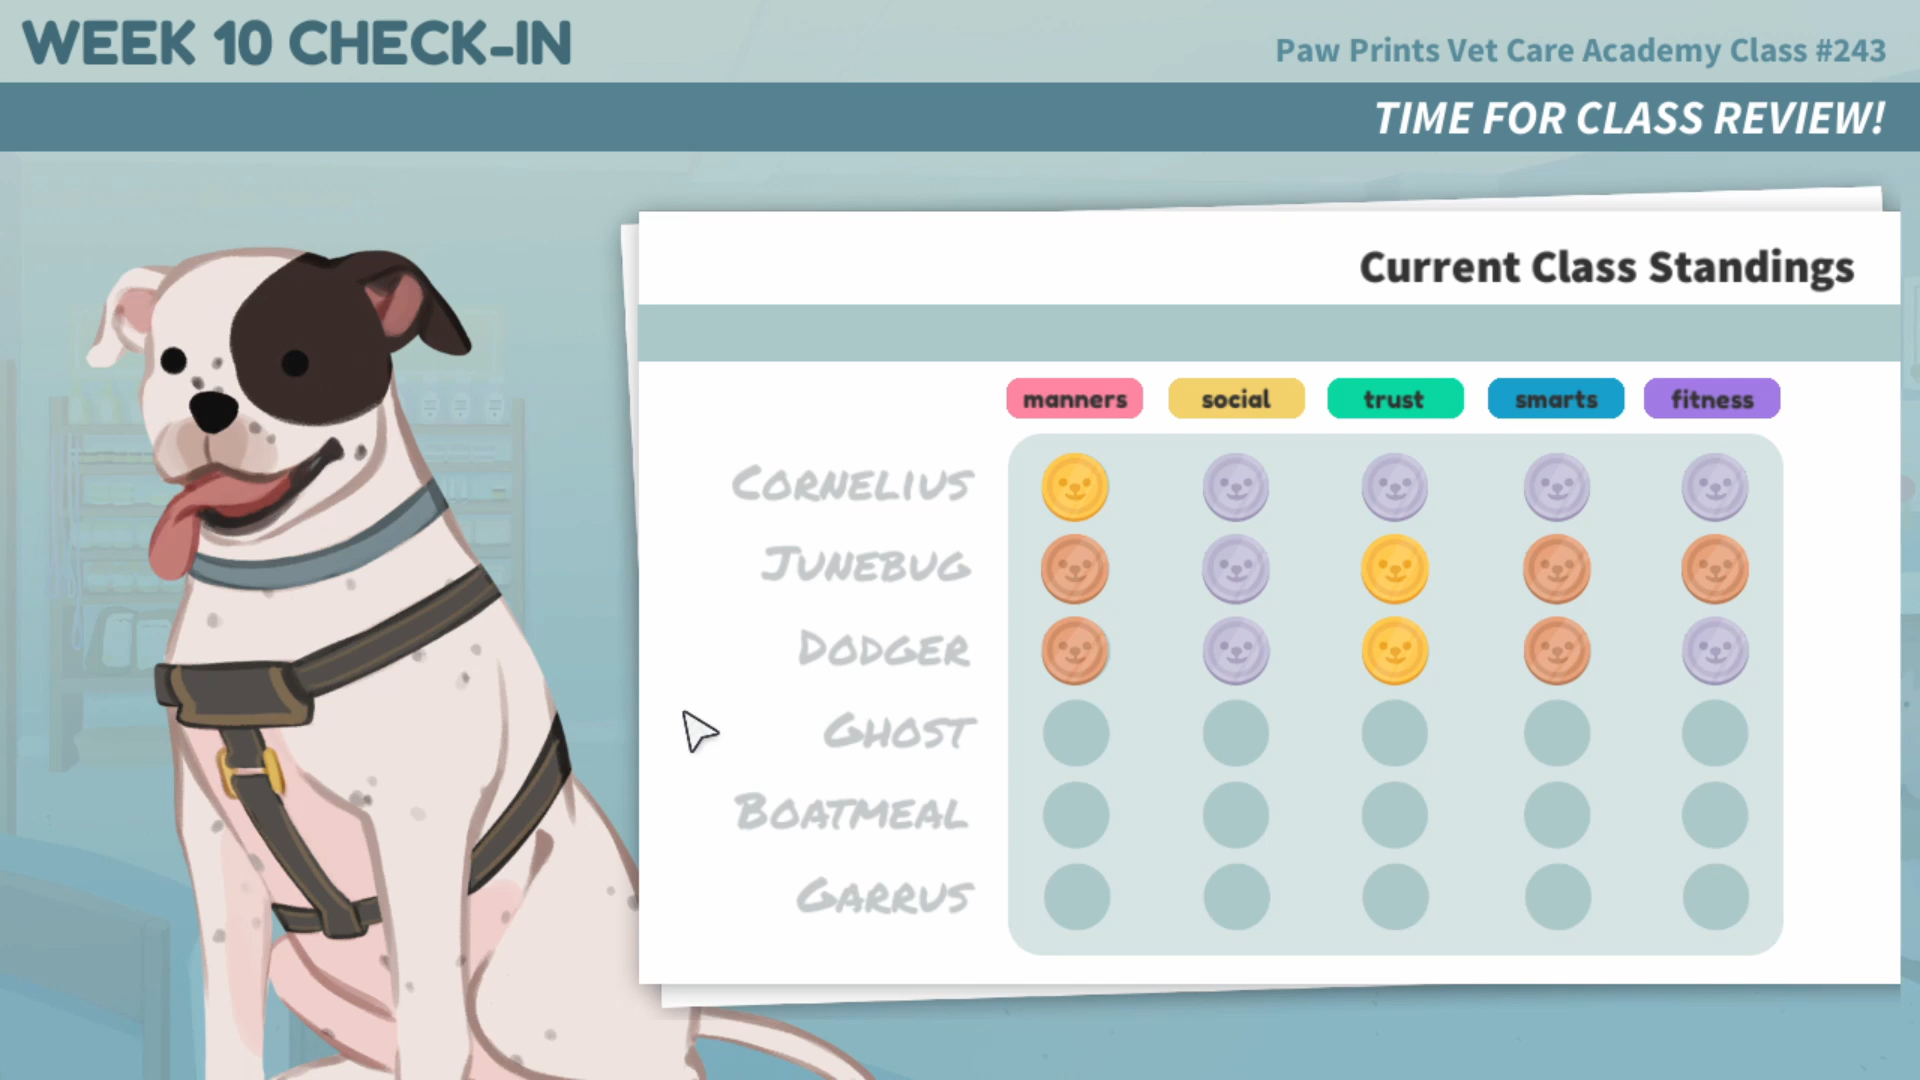 WEEK 10 CHECK-IN
Paw Prints Vet Care Academy Class #243
TIME FOR CLASS REVIEW!
Current Class Standings
manners social trust smarts fitness
CORNELIUS
JUNEBUG
DODGER
GHOST
BOATMEAL
GARRUS